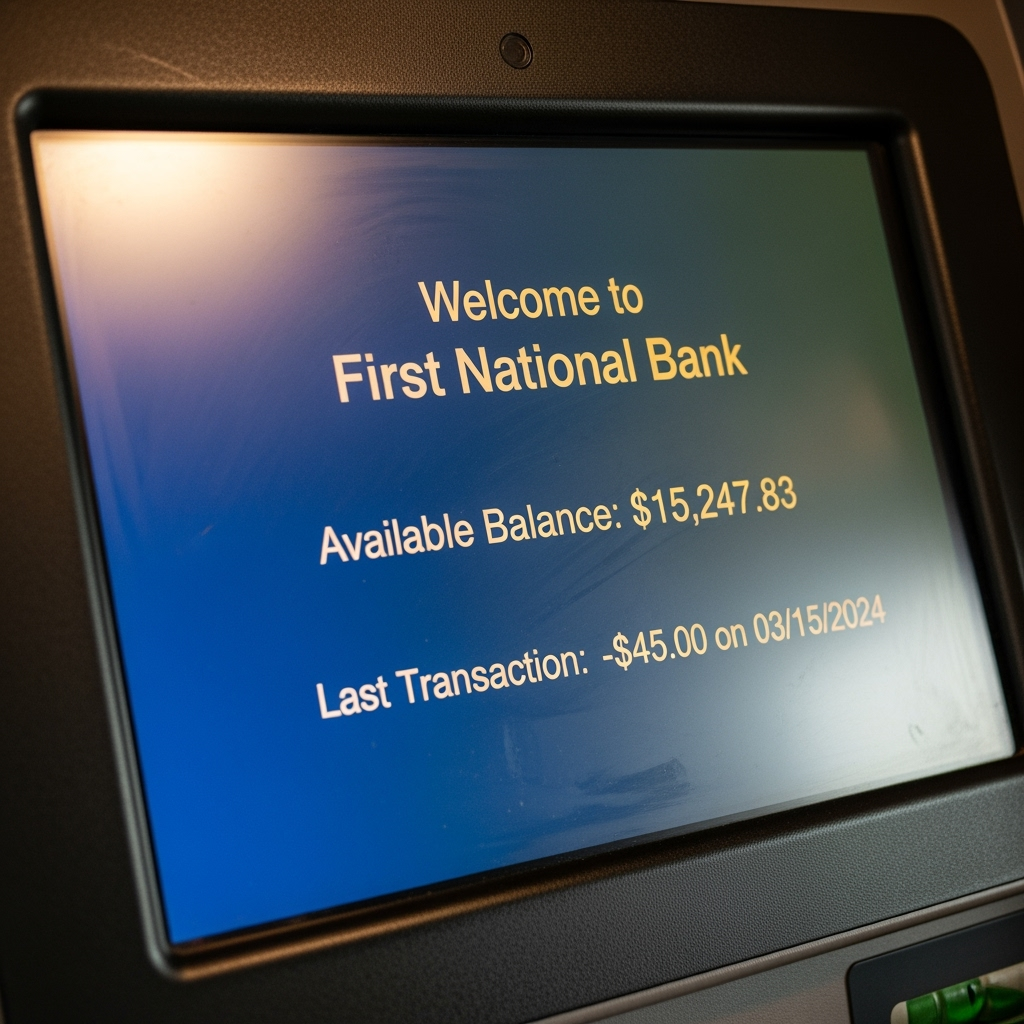 Welcome to
First National Bank
Available Balance: $15,247.83
Last Transaction: -$45.00 on 03/15/2024